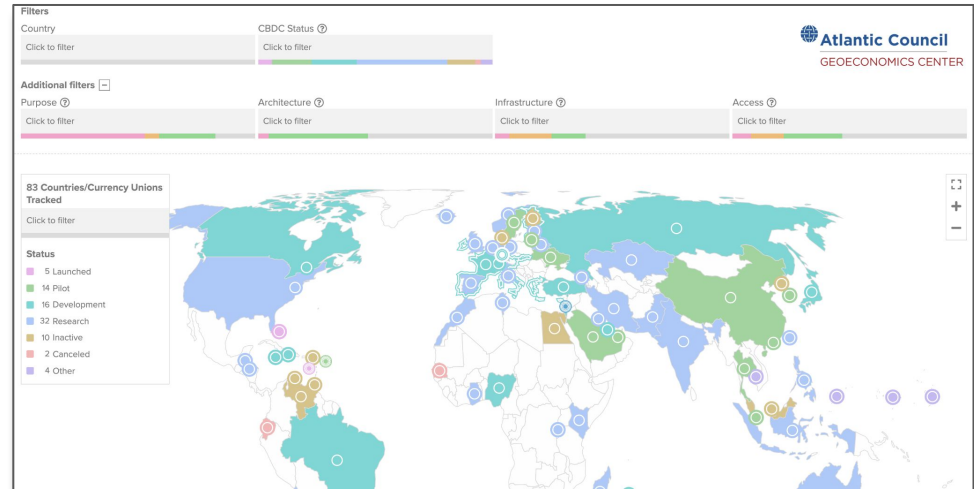 Filters
Country
CBDC Status ?
Click to filter
Click to filter
Atlantic Council
GEOECONOMICS CENTER
Additional filters −
Purpose ?
Architecture ?
Infrastructure ?
Access ?
Click to filter
Click to filter
Click to filter
Click to filter
83 Countries/Currency Unions
Tracked
Click to filter
Status
5 Launched
14 Pilot
16 Development
32 Research
10 Inactive
2 Canceled
4 Other
+
−